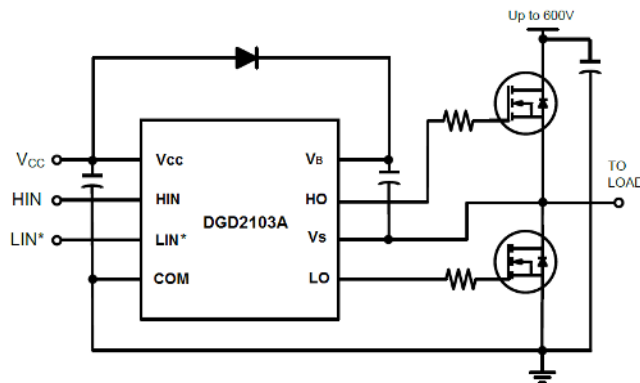 Up to 600V
Vcc Vcc VB
HIN HIN HO
DGD2103A
LIN* LIN* Vs
COM LO
TO
LOAD